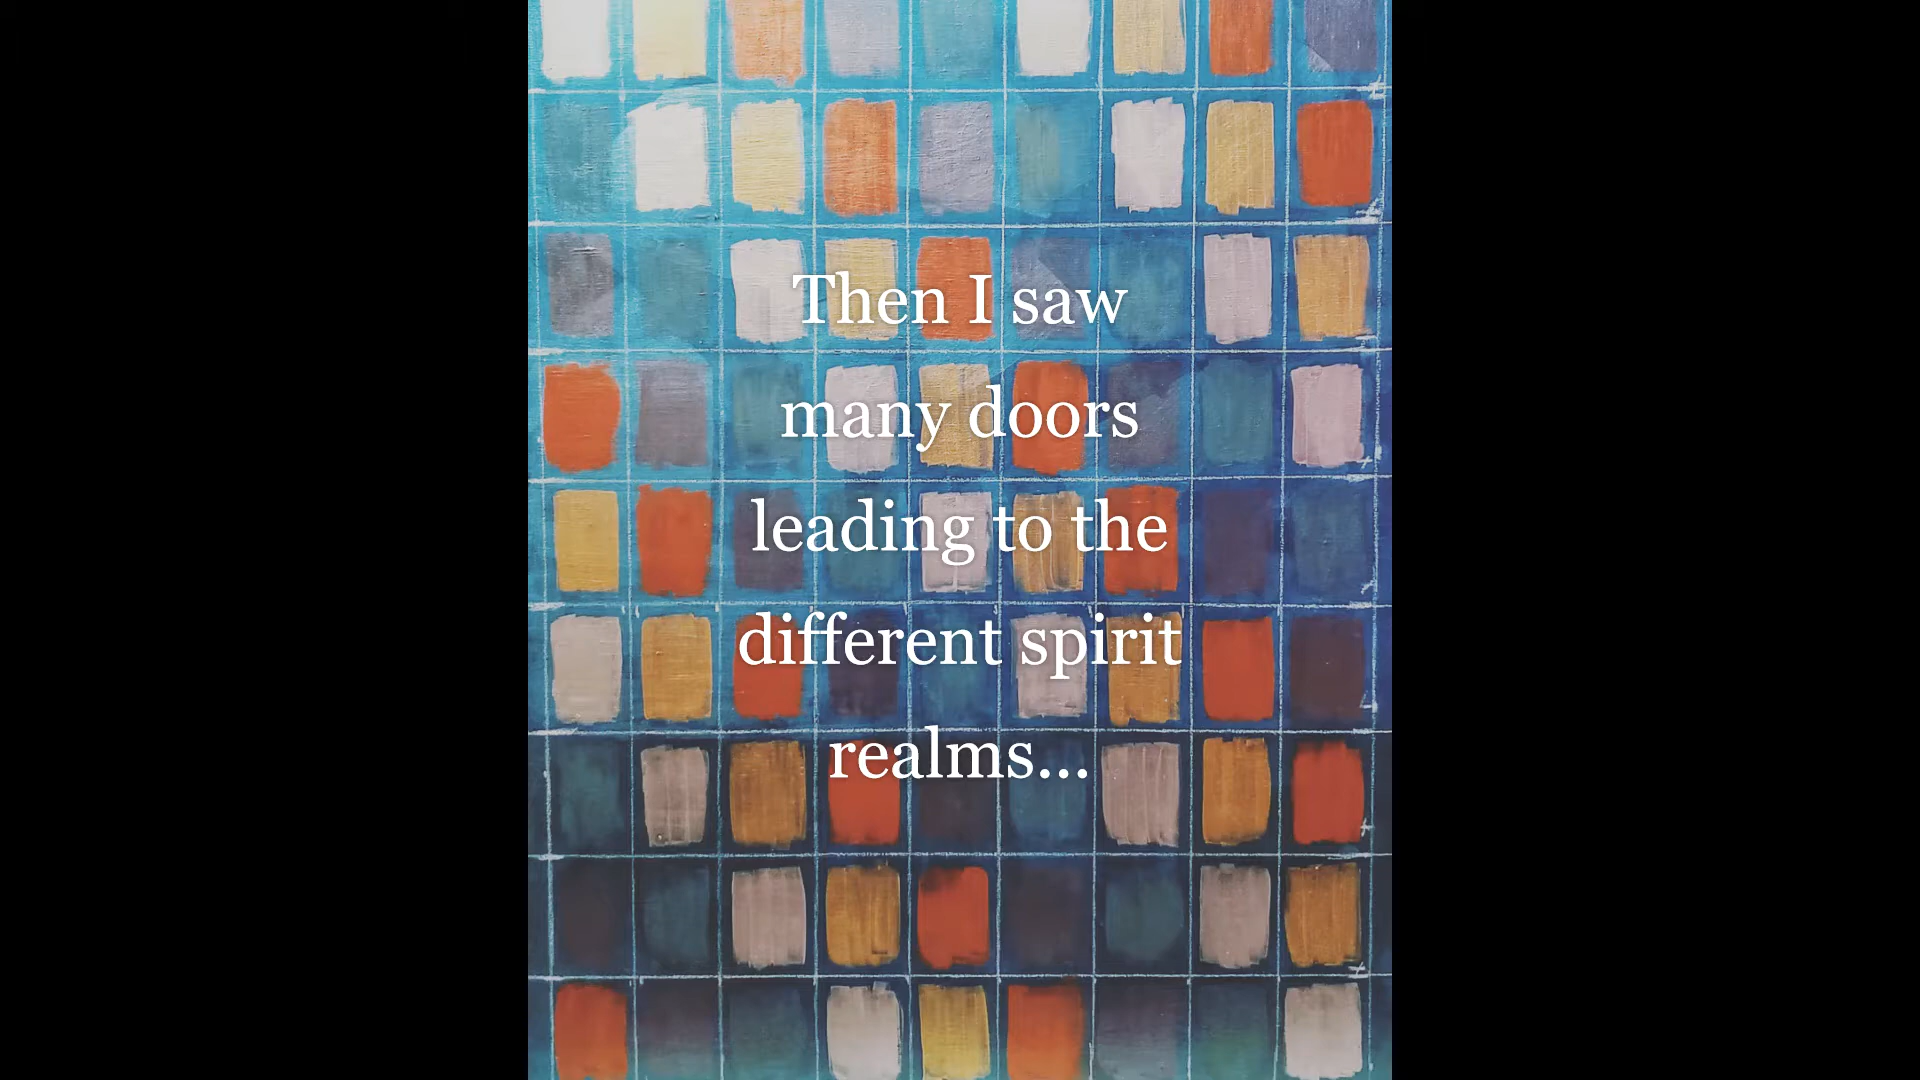 Then I saw
many doors
leading to the
different spirit
realms...